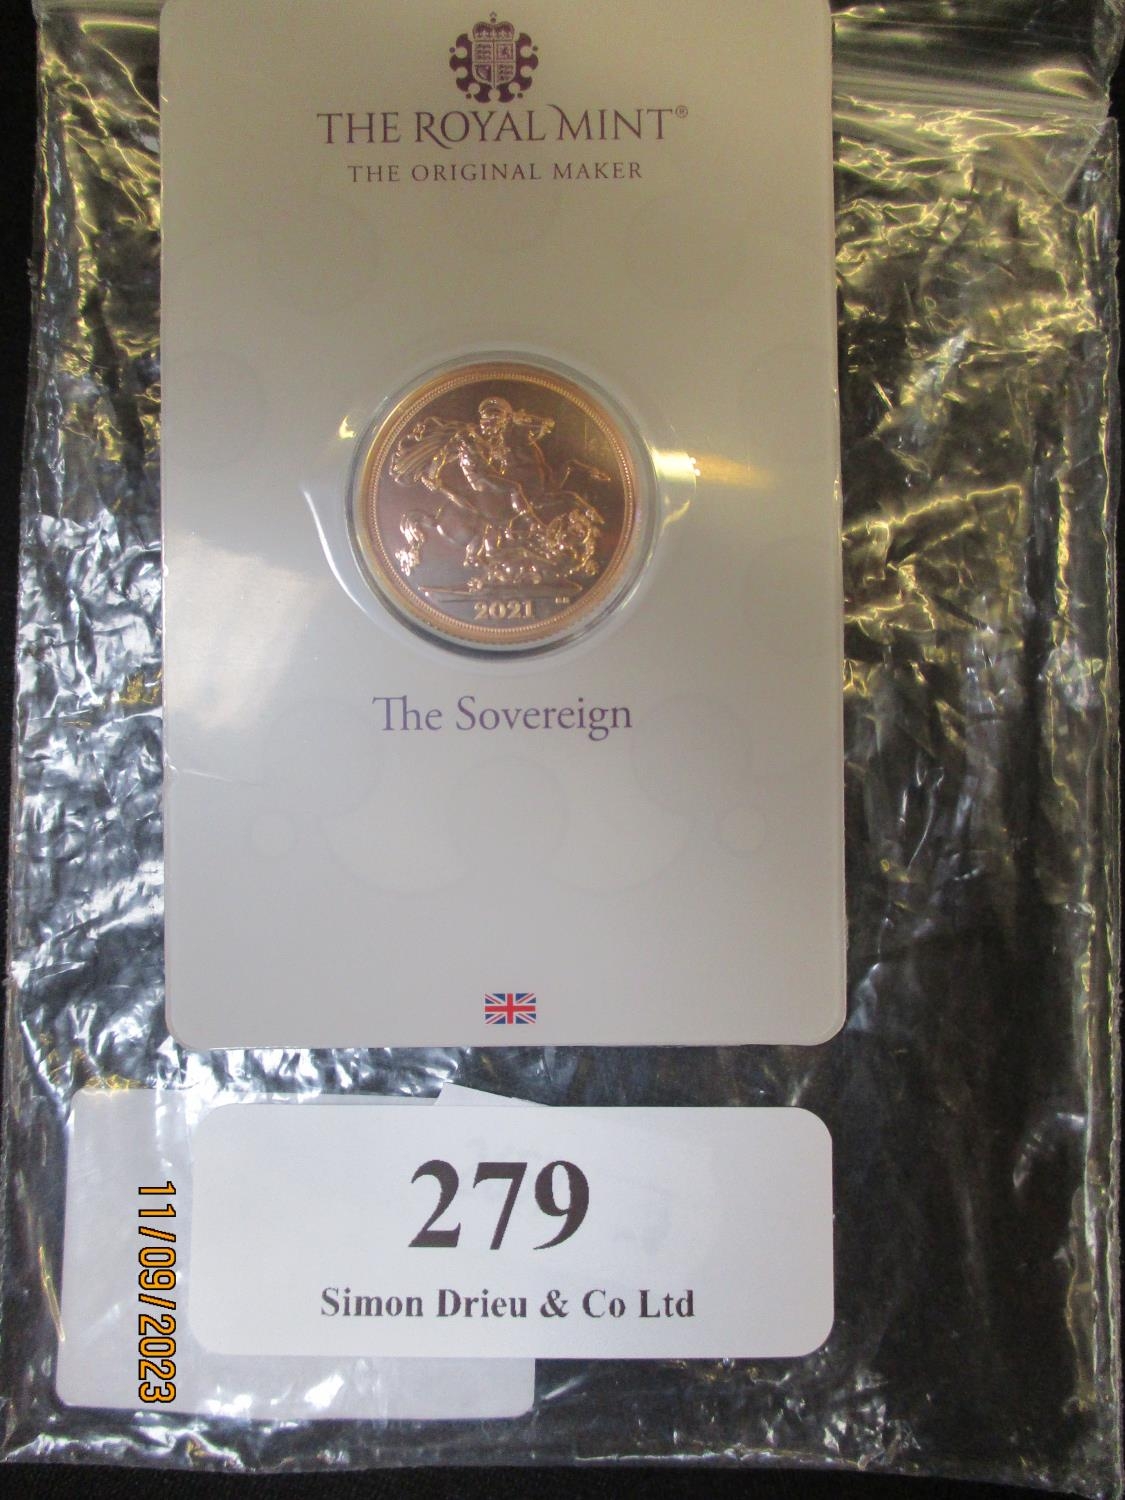 THE ROYAL MINT®
THE ORIGINAL MAKER
2021
The Sovereign
279
Simon Drieu & Co Ltd
11/09/2023